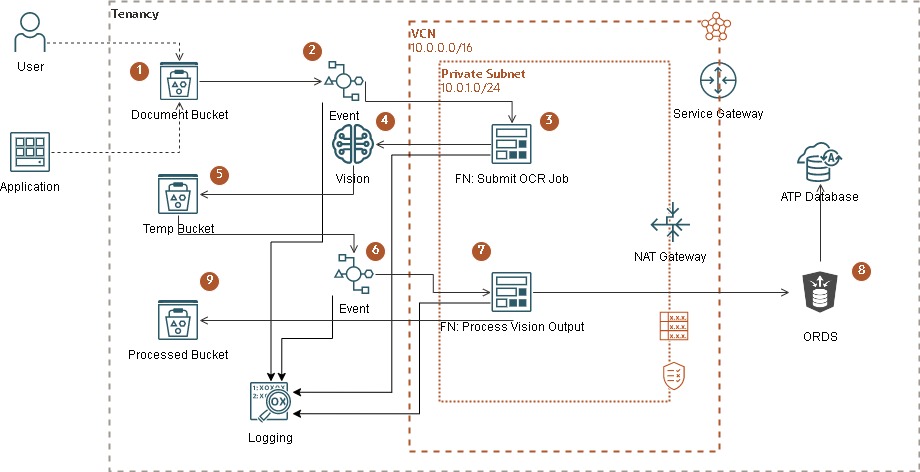 Tenancy
User
Application
1
Document Bucket
2
Event
VCN
10.0.0.0/16
Private Subnet
10.0.1.0/24
3
FN: Submit OCR Job
4
Vision
Service Gateway
5
Temp Bucket
ATP Database
A
NAT Gateway
6
Event
7
FN: Process Vision Output
8
ORDS
9
Processed Bucket
x.x.x.
x.x.x.
Logging